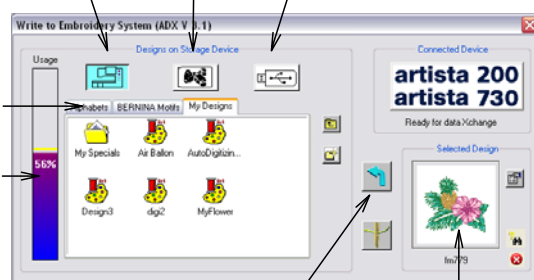 Write to Embroidery System (ADX V 3.1)
Usage
Designs on Storage Device
Connected Device
artista 200
artista 730
Ready for data Xchange
Alphabets BERNINA Motifs My Designs
My Specials Air Ballon AutoDigitizin...
56%
Design3 digi2 MyFlower
Selected Design
fm779